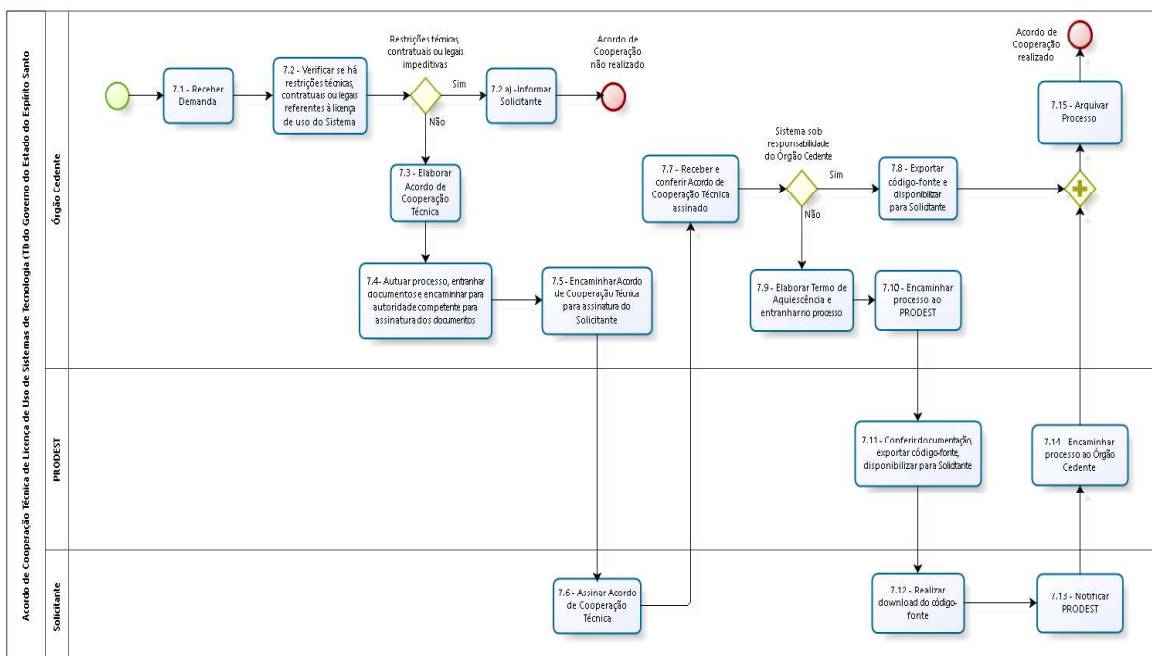 Acordo de Cooperação Técnica de Licença de Uso de Sistemas de Tecnologia (TI) do Governo do Estado do Espírito Santo
Órgão Cedente
7.1 - Receber
Demanda
7.2 - Verificar se há
restrições técnicas,
contratuais ou legais
referentes à licença
de uso do Sistema
Restrições técnicas,
contratuais ou legais
impeditivas
Sim
Não
7.2 a) - Informar
Solicitante
Acordo de
Cooperação
não realizado
7.3 - Elaborar
Acordo de
Cooperação
Técnica
7.4 - Autuar processo, entranhar
documentos e encaminhar para
autoridade competente para
assinatura dos documentos
7.5 - Encaminhar Acordo
de Cooperação Técnica
para assinatura do
Solicitante
7.7 - Receber e
conferir Acordo de
Cooperação Técnica
assinado
Sistema sob
responsabilidade
do Órgão Cedente
Sim
Não
7.8 - Exportar
código-fonte e
disponibilizar
para Solicitante
7.9 - Elaborar Termo de
Aquiescência e
entranhar no processo
7.10 - Encaminhar
processo ao
PRODEST
Acordo de
Cooperação
realizado
7.15 - Arquivar
Processo
PRODEST
7.11 - Conferir documentação,
exportar código-fonte,
disponibilizar para Solicitante
7.14 - Encaminhar
processo ao Órgão
Cedente
Solicitante
7.6 - Assinar Acordo
de Cooperação
Técnica
7.12 - Realizar
download do código-
fonte
7.13 - Notificar
PRODEST